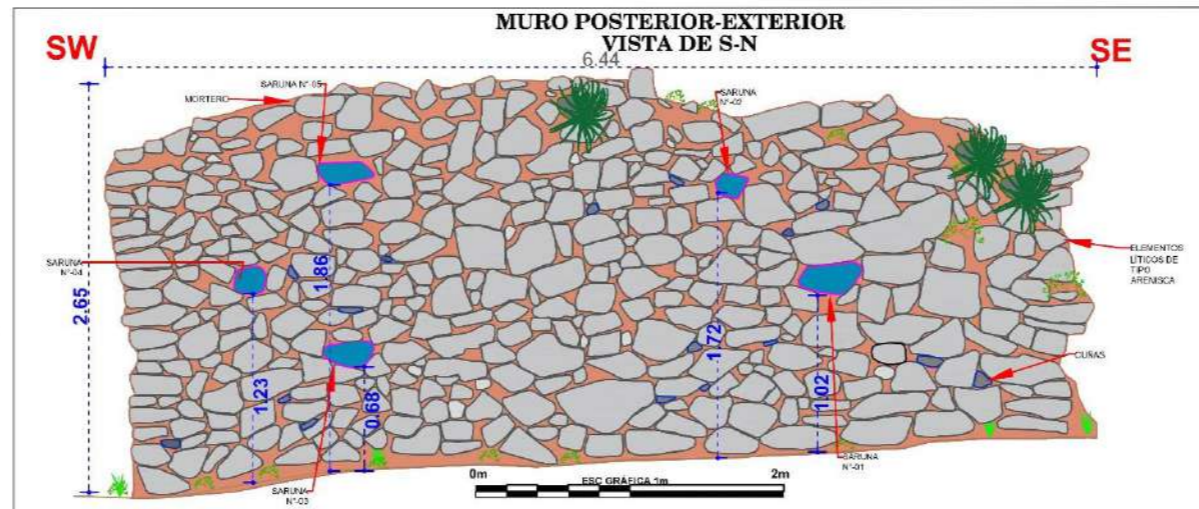 MURO POSTERIOR-EXTERIOR
VISTA DE S-N
SW
6.44
SE
SARUNA N°-05
MORTERO
SARUNA
N°-02
SARUNA
N°-04
ELEMENTOS
LÍTICOS DE
TIPO
ARENISCA
2.65
1.86
1.72
1.23
0.68
1.02
CUÑAS
SARUNA
N°-01
SARUNA
N°-03
0m
ESC GRÁFICA 1m
2m